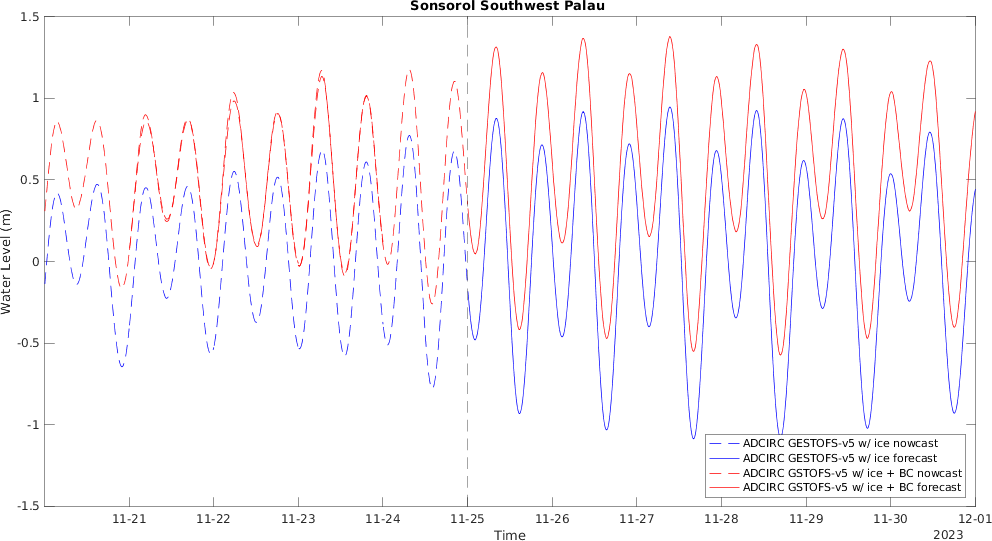 Sonsorol Southwest Palau
1.5
1
0.5
0
-0.5
-1
-1.5
Water Level (m)
ADCIRC GESTOFS-v5 w/ ice nowcast
ADCIRC GESTOFS-v5 w/ ice forecast
ADCIRC GSTOFS-v5 w/ ice + BC nowcast
ADCIRC GSTOFS-v5 w/ ice + BC forecast
11-21 11-22 11-23 11-24 11-25 11-26 11-27 11-28 11-29 11-30 12-01
Time
2023